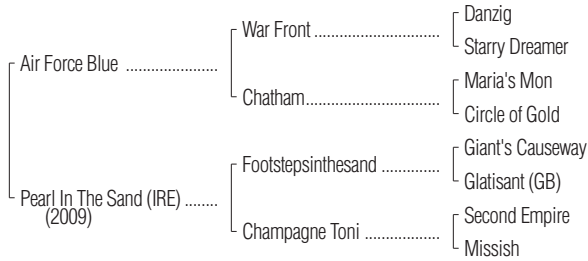 Danzig
War Front ..................
Starry Dreamer
Air Force Blue .....................
Maria's Mon
Chatham..............................
Circle of Gold
Giant's Causeway
Footstepsinthesand .............
Glatisant (GB)
Pearl In The Sand (IRE) ........
(2009)
Second Empire
Champagne Toni .................
Missish